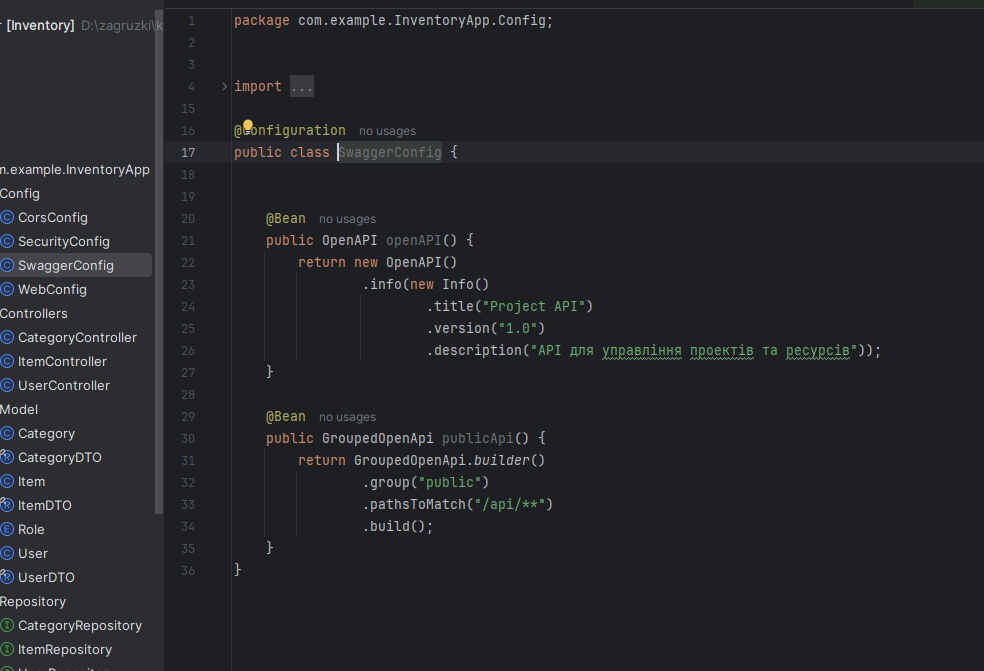 [Inventory] D:\zagruzki\k
m.example.InventoryApp
Config
CorsConfig
SecurityConfig
SwaggerConfig
WebConfig
Controllers
CategoryController
ItemController
UserController
Model
Category
CategoryDTO
Item
ItemDTO
Role
User
UserDTO
Repository
CategoryRepository
ItemRepository
1 package com.example.InventoryApp.Config;
2
3
4 import ...
15
16 @Configuration no usages
17 public class SwaggerConfig {
18
19
20 @Bean no usages
21 public OpenAPI openAPI() {
22 return new OpenAPI()
23 .info(new Info()
24 .title("Project API")
25 .version("1.0")
26 .description("API для управління проектів та ресурсів"));
27 }
28
29 @Bean no usages
30 public GroupedOpenApi publicApi() {
31 return GroupedOpenApi.builder()
32 .group("public")
33 .pathsToMatch("/api/**")
34 .build();
35 }
36 }